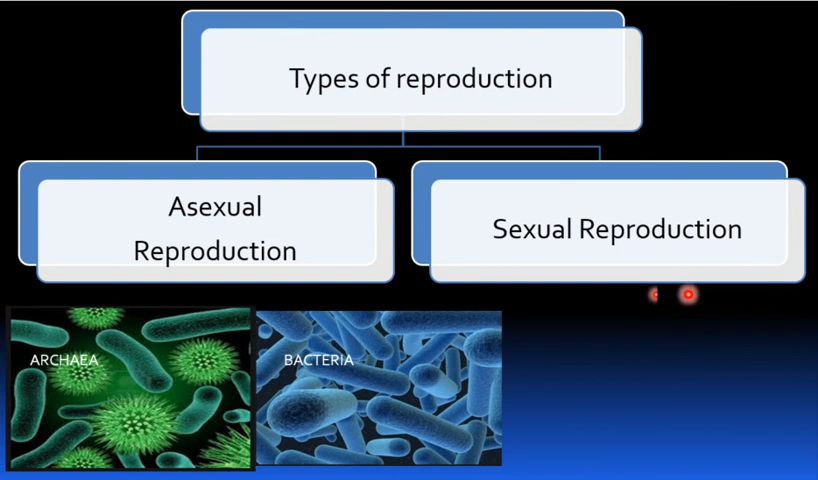 Types of reproduction
Asexual
Reproduction
Sexual Reproduction
ARCHAEA
BACTERIA